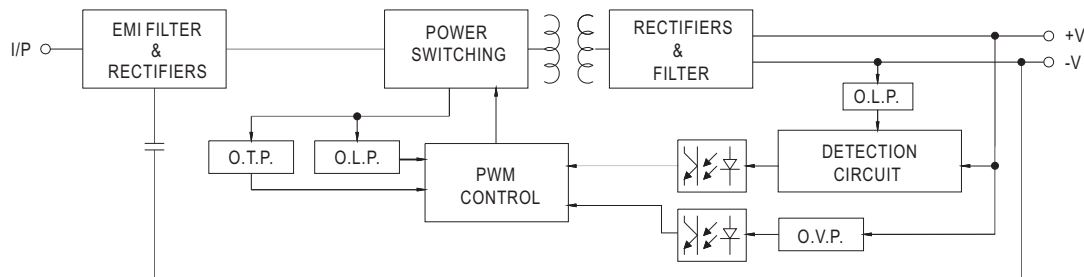 I/P
EMI FILTER
&
RECTIFIERS
POWER
SWITCHING
RECTIFIERS
&
FILTER
+V
-V
O.L.P.
O.T.P.
O.L.P.
PWM
CONTROL
DETECTION
CIRCUIT
O.V.P.